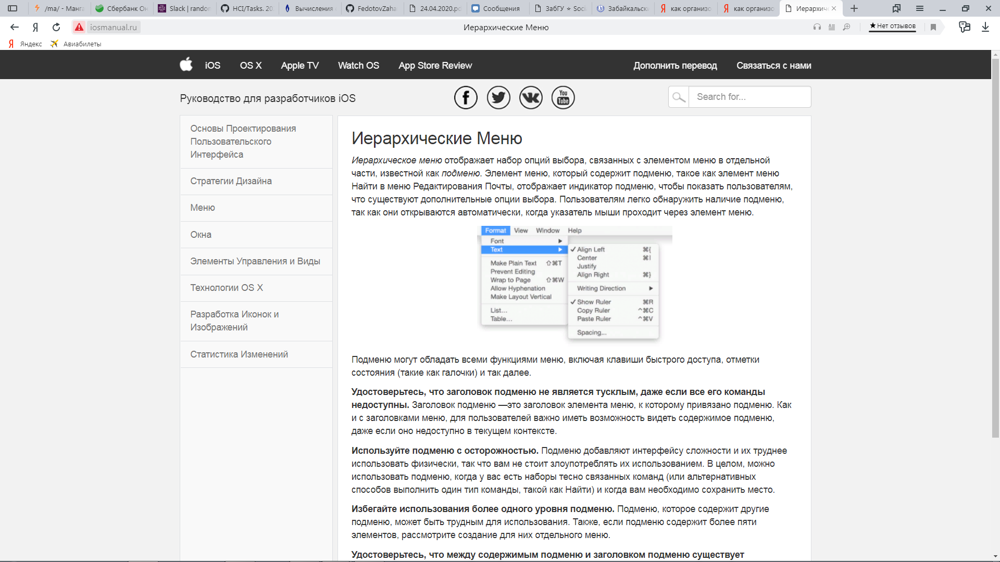 /ma/ - Манга
Сбербанк Он
Slack | randor
HCI/Tasks. 20
Вычисления
FedotovZaha
24.04.2020.pd
Сообщения
ЗабГУ ⭐ Socia
Забайкальск
как организо
как организо
Иерархиче
iosmanual.ru
Иерархические Меню
★Нет отзывов
Яндекс
Авиабилеты
iOS
OS X
Apple TV
Watch OS
App Store Review
Дополнить перевод
Связаться с нами
Руководство для разработчиков iOS
You Tube
Search for...
Основы Проектирования
Пользовательского
Интерфейса
Стратегии Дизайна
Меню
Окна
Элементы Управления и Виды
Технологии OS X
Разработка Иконок и
Изображений
Статистика Изменений
Иерархические Меню
Иерархическое меню отображает набор опций выбора, связанных с элементом меню в отдельной
части, известной как подменю. Элемент меню, который содержит подменю, такое как элемент меню
Найти в меню Редактирования Почты, отображает индикатор подменю, чтобы показать пользователям,
что существуют дополнительные опции выбора. Пользователям легко обнаружить наличие подменю,
так как они открываются автоматически, когда указатель мыши проходит через элемент меню.
Format View Window Help
Font
Text
Make Plain Text ⇧⌘T
Prevent Editing
Wrap to Page ⇧⌘W
Allow Hyphenation
Make Layout Vertical
List...
Table...
✓ Align Left ⌘{
Center ⌘|
Justify
Align Right ⌘}
Writing Direction
✓ Show Ruler ⌘R
Copy Ruler ^⌘C
Paste Ruler ^⌘V
Spacing...
Подменю могут обладать всеми функциями меню, включая клавиши быстрого доступа, отметки
состояния (такие как галочки) и так далее.
Удостоверьтесь, что заголовок подменю не является тусклым, даже если все его команды
недоступны. Заголовок подменю —это заголовок элемента меню, к которому привязано подменю. Как
и с заголовками меню, для пользователей важно иметь возможность видеть содержимое подменю,
даже если оно недоступно в текущем контексте.
Используйте подменю с осторожностью. Подменю добавляют интерфейсу сложности и их труднее
использовать физически, так что вам не стоит злоупотреблять их использованием. В целом, можно
использовать подменю, когда у вас есть наборы тесно связанных команд (или альтернативных
способов выполнить один тип команды, такой как Найти) и когда вам необходимо сохранить место.
Избегайте использования более одного уровня подменю. Подменю, которое содержит другие
подменю, может быть трудным для использования. Также, если подменю содержит более пяти
элементов, рассмотрите создание для них отдельного меню.
Удостоверьтесь, что между содержимым подменю и заголовком подменю существует